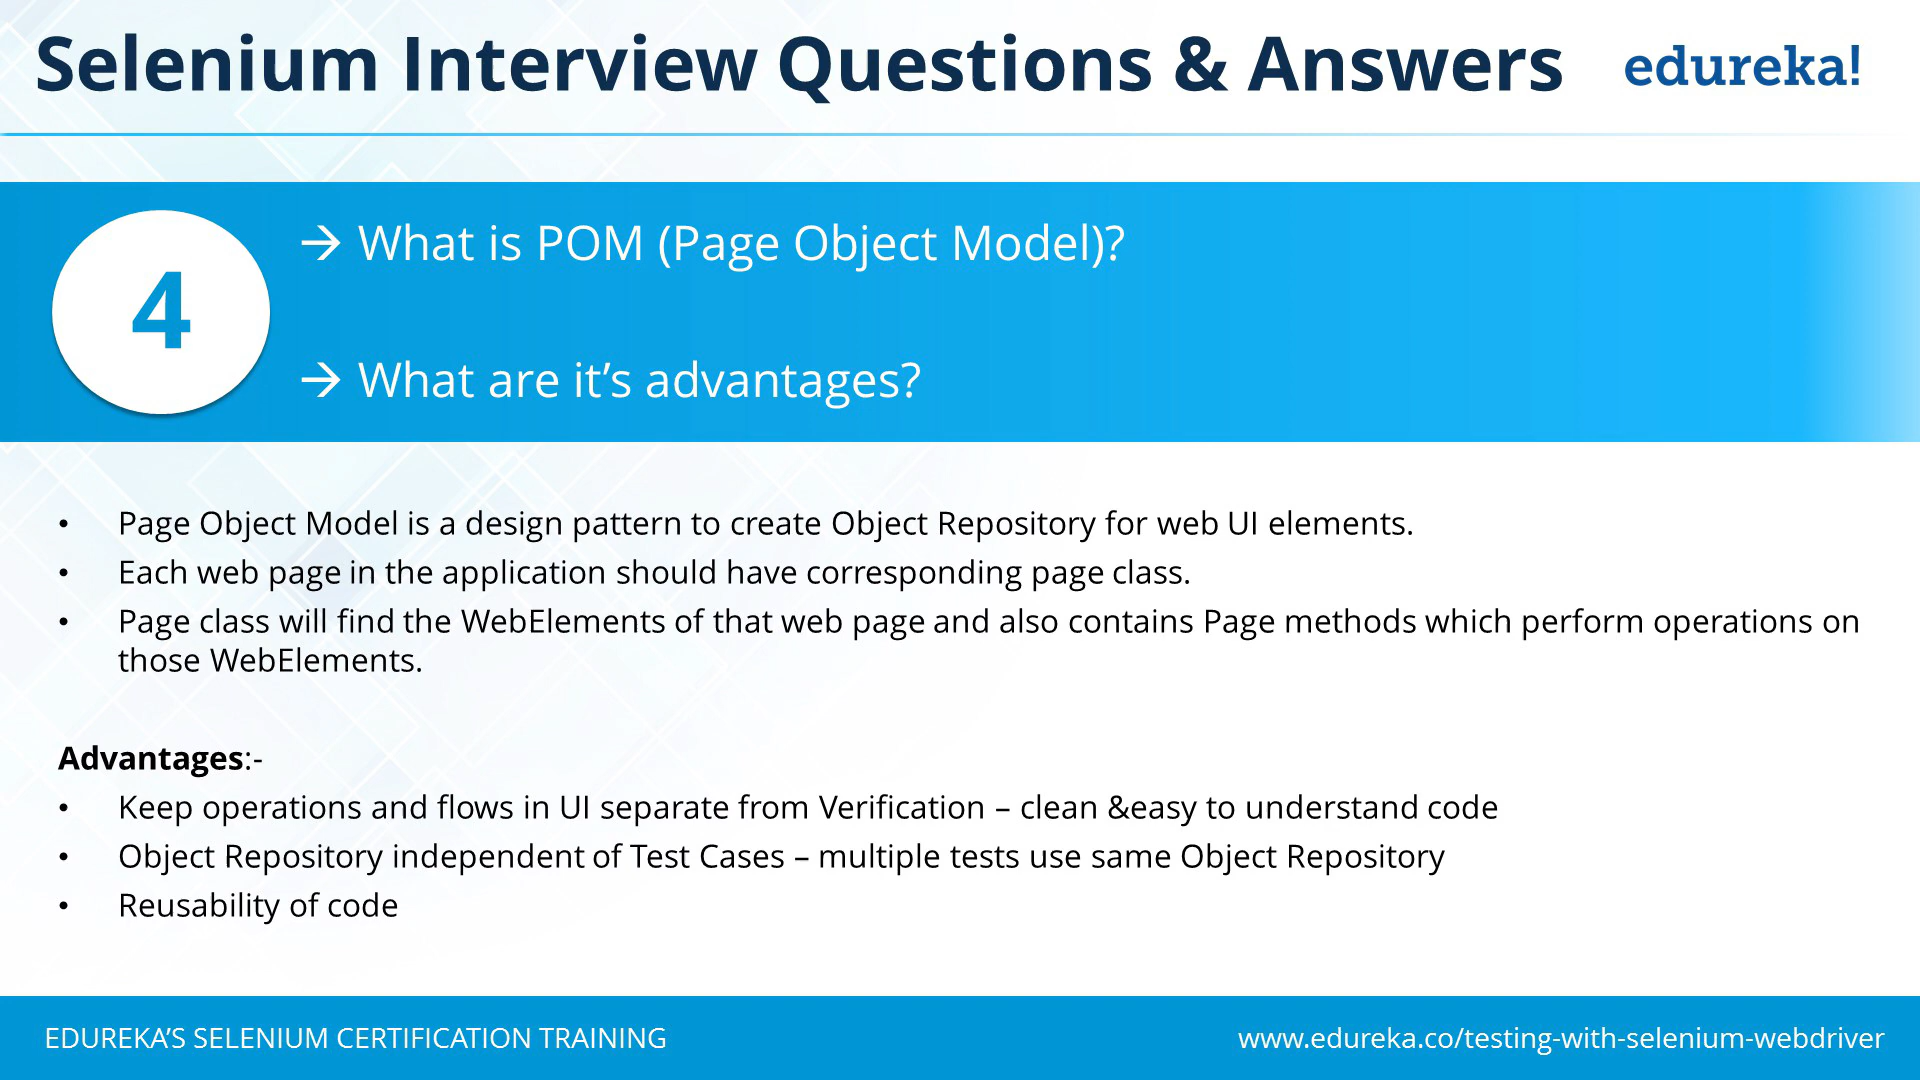 Selenium Interview Questions & Answers
edureka!
4
→ What is POM (Page Object Model)?
→ What are it’s advantages?
• Page Object Model is a design pattern to create Object Repository for web UI elements.
• Each web page in the application should have corresponding page class.
• Page class will find the WebElements of that web page and also contains Page methods which perform operations on
those WebElements.
Advantages:-
• Keep operations and flows in UI separate from Verification – clean &easy to understand code
• Object Repository independent of Test Cases – multiple tests use same Object Repository
• Reusability of code
EDUREKA’S SELENIUM CERTIFICATION TRAINING
www.edureka.co/testing-with-selenium-webdriver